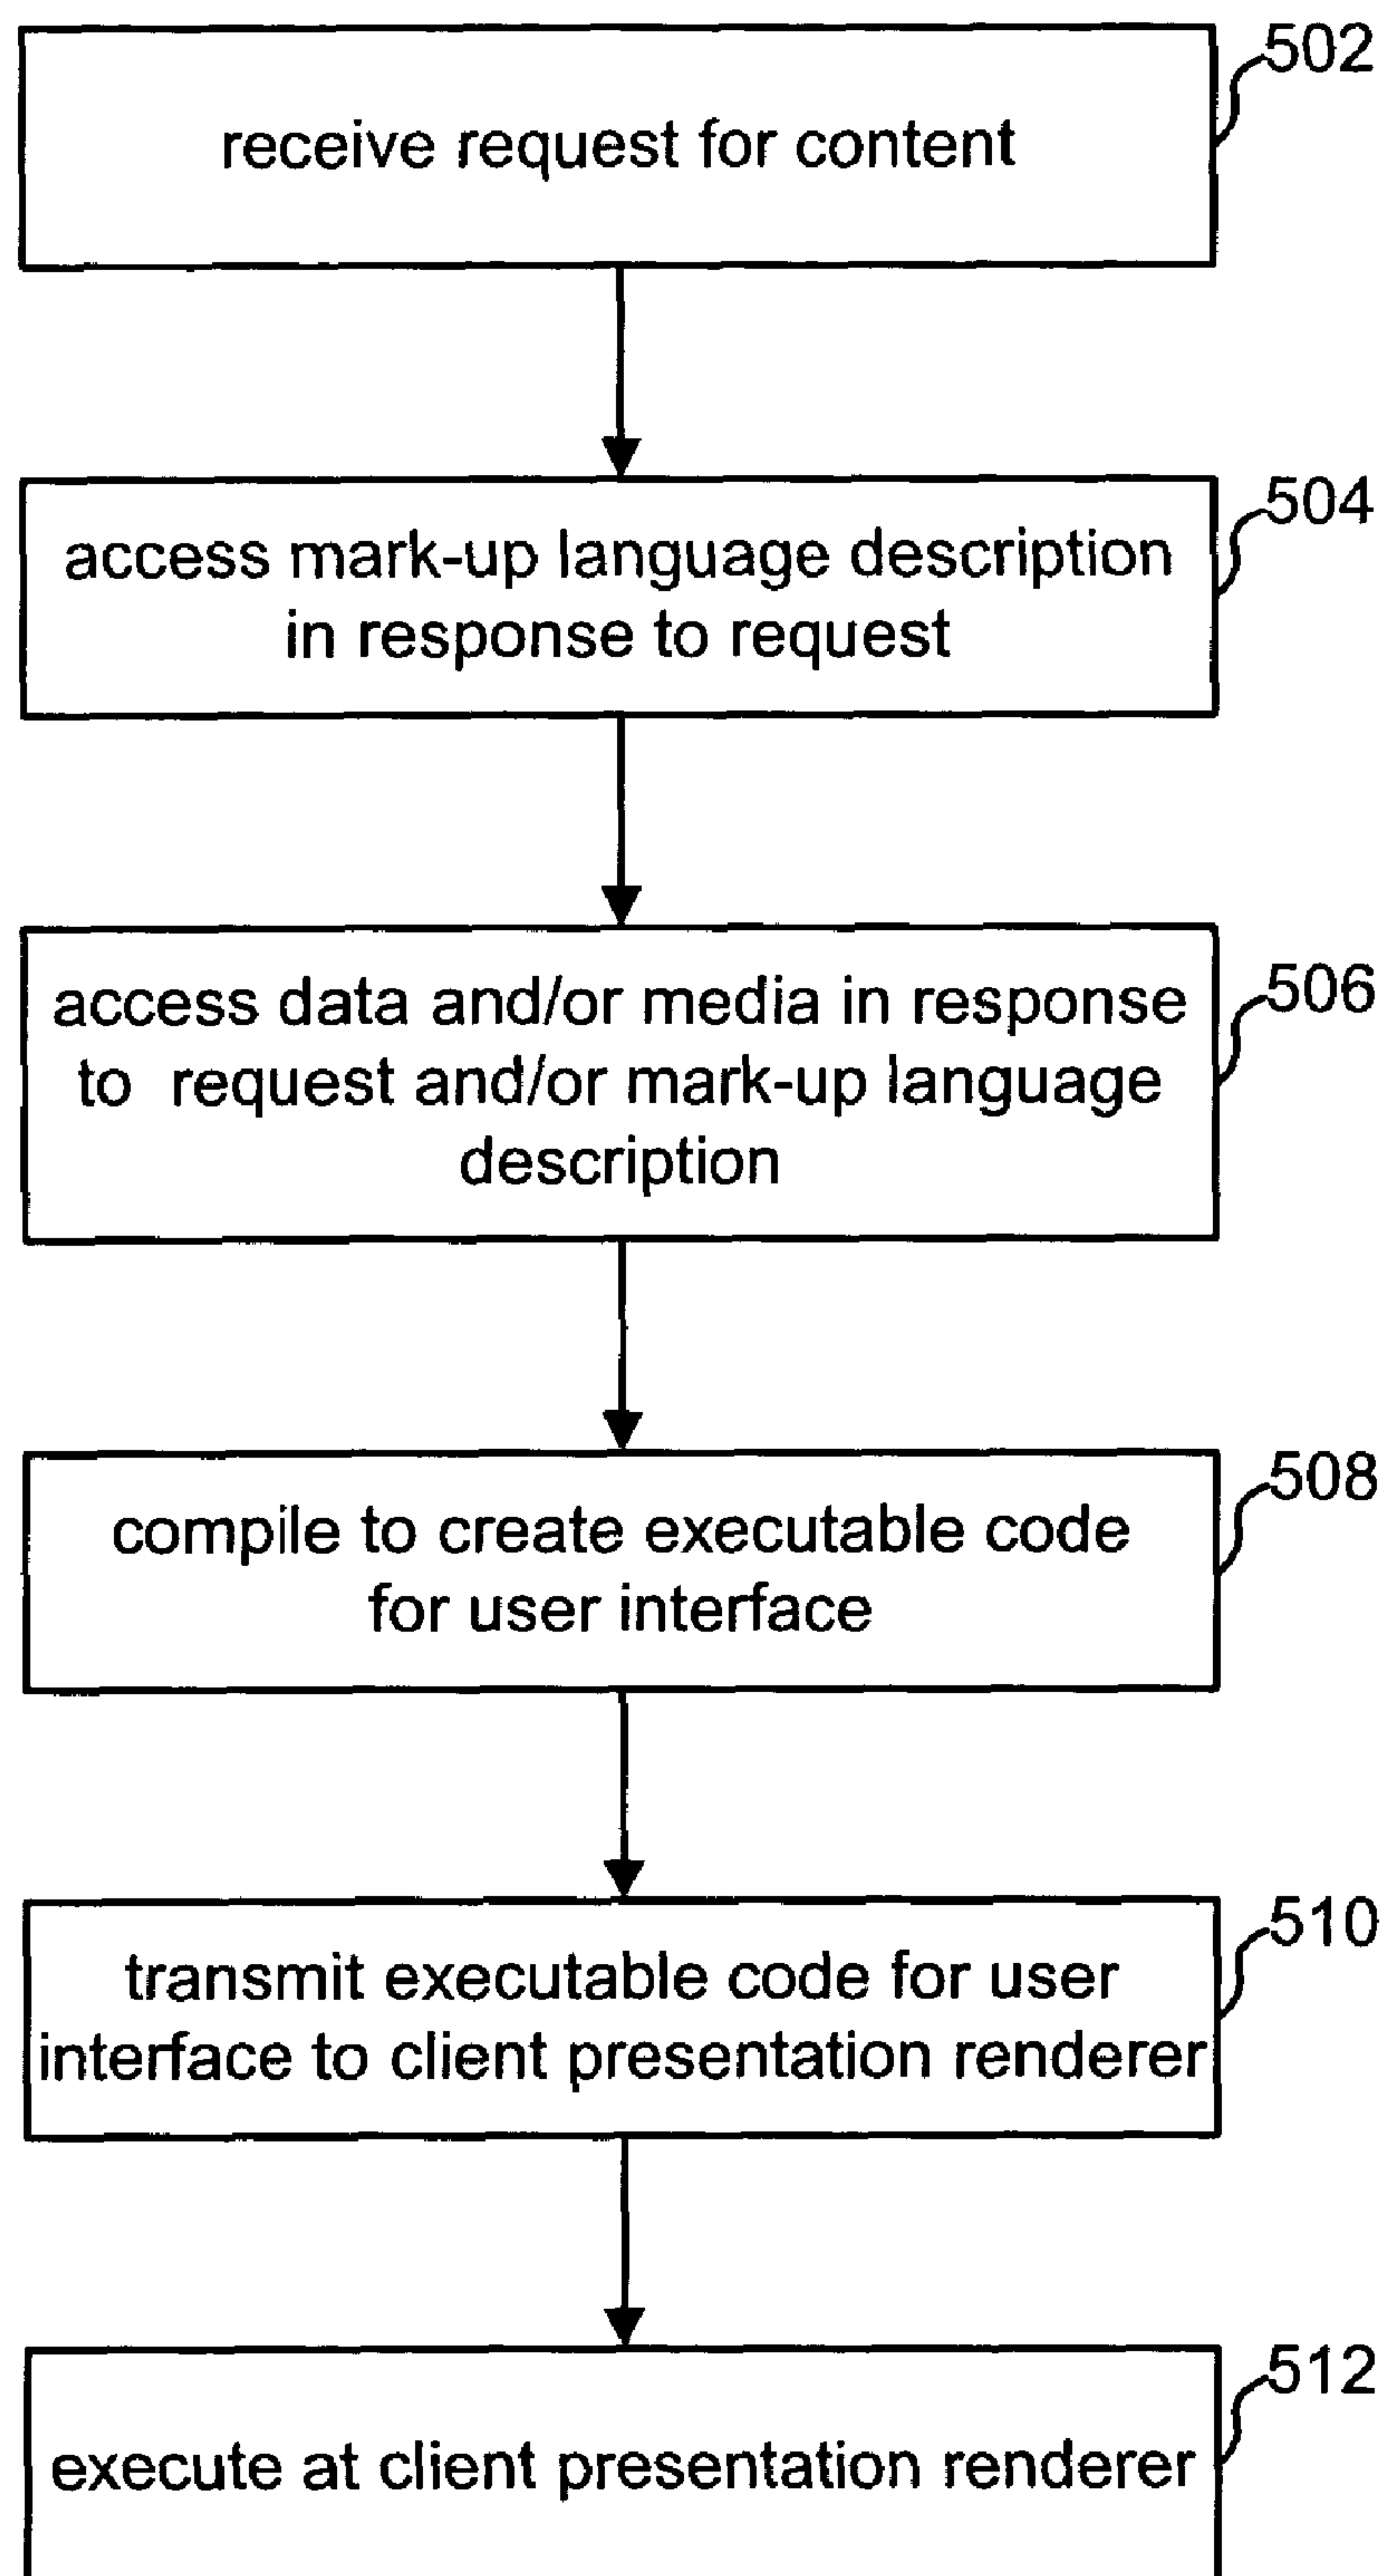 502
receive request for content
504
access mark-up language description
in response to request
506
access data and/or media in response
to request and/or mark-up language
description
508
compile to create executable code
for user interface
510
transmit executable code for user
interface to client presentation renderer
512
execute at client presentation renderer